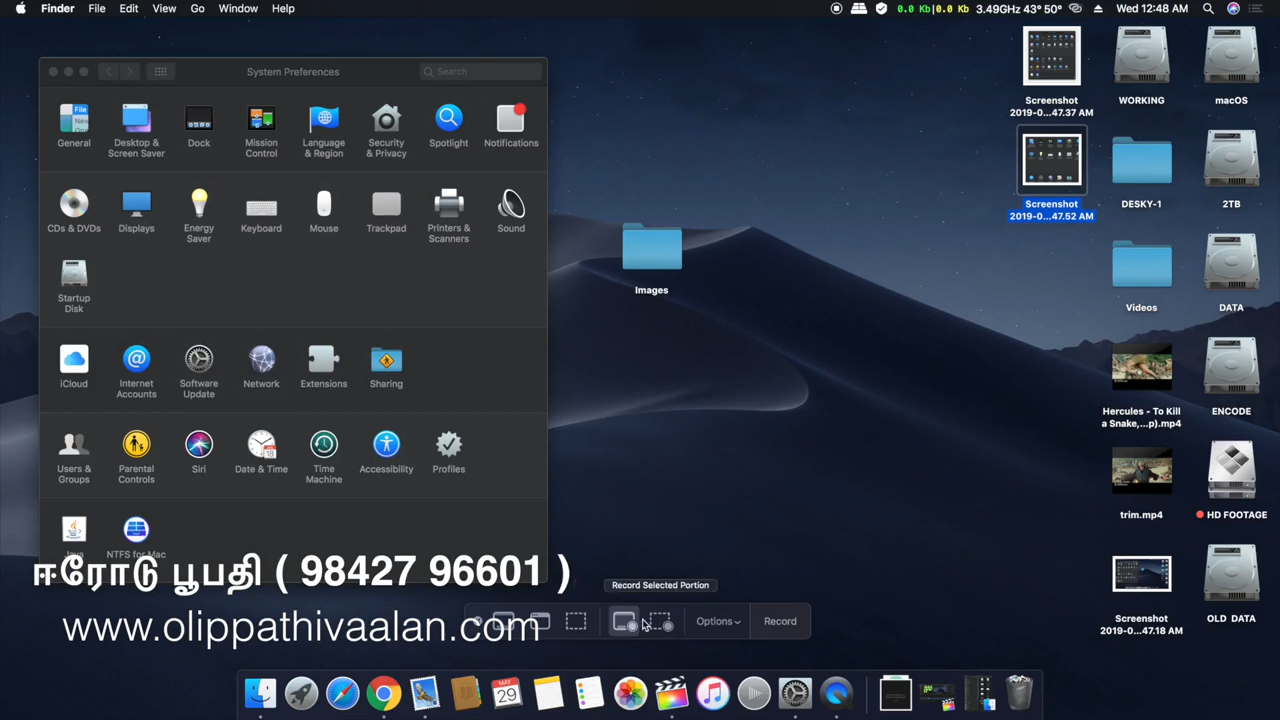 Finder File Edit View Go Window Help
0.0 Kb|0.0 Kb 3.49GHz 43° 50° Wed 12:48 AM
System Preferences
Search
General
Desktop &
Screen Saver
Dock
Mission
Control
Language
& Region
Security
& Privacy
Spotlight
Notifications
CDs & DVDs
Displays
Energy
Saver
Keyboard
Mouse
Trackpad
Printers &
Scanners
Sound
Startup
Disk
iCloud
Internet
Accounts
Software
Update
Network
Extensions
Sharing
Users &
Groups
Parental
Controls
Siri
Date & Time
Time
Machine
Accessibility
Profiles
Java
NTFS for Mac
Images
Screenshot
2019-0...47.37 AM
WORKING
macOS
Screenshot
2019-0...47.52 AM
DESKY-1
2TB
Videos
DATA
Hercules - To Kill
a Snake,...p).mp4
ENCODE
trim.mp4
HD FOOTAGE
Screenshot
2019-0...47.18 AM
OLD DATA
ஈரோடு பூபதி ( 98427 96601 )
www.olippathivaalan.com
Record Selected Portion
Options
Record
MAY
29